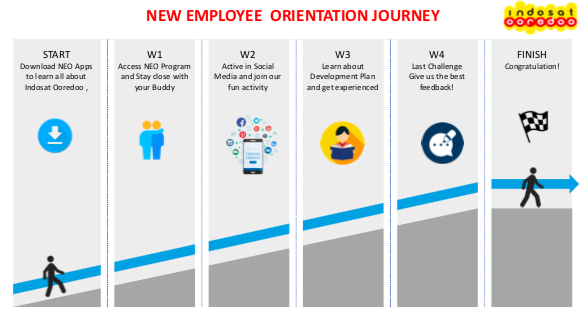 NEW EMPLOYEE ORIENTATION JOURNEY
indosat
ooredoo
START
Download NEO Apps
to learn all about
Indosat Ooredoo ,
W1
Access NEO Program
and Stay close with
your Buddy
W2
Active in Social
Media and join our
fun activity
W3
Learn about
Development Plan
and get experienced
W4
Last Challenge
Give us the best
feedback!
FINISH
Congratulation!